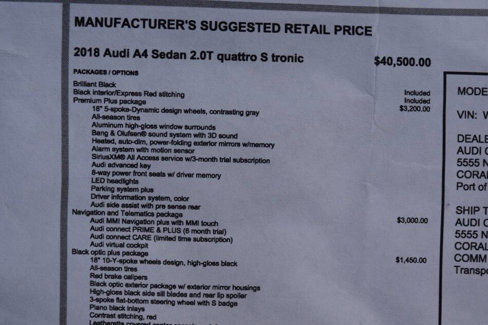 MANUFACTURER'S SUGGESTED RETAIL PRICE
2018 Audi A4 Sedan 2.0T quattro S tronic $40,500.00
PACKAGES / OPTIONS
Brilliant Black Included
Black interior/Express Red stitching Included
Premium Plus package $3,200.00
18" 5-spoke-Dynamic design wheels, contrasting gray
All-season tires
Aluminum high-gloss window surrounds
Bang & Olufsen® sound system with 3D sound
Heated, auto-dim, power-folding exterior mirrors w/memory
Alarm system with motion sensor
SiriusXM® All Access service w/3-month trial subscription
Audi advanced key
8-way power front seats w/ driver memory
LED headlights
Parking system plus
Driver information system, color
Audi side assist with pre sense rear
Navigation and Telematics package $3,000.00
Audi MMI Navigation plus with MMI touch
Audi connect PRIME & PLUS (6 month trial)
Audi connect CARE (limited time subscription)
Audi virtual cockpit
Black optic plus package $1,450.00
18" 10-Y-spoke wheels design, high-gloss black
All-season tires
Red brake calipers
Black optic exterior package w/ exterior mirror housings
High-gloss black side sill blades and rear lip spoiler
3-spoke flat-bottom steering wheel with S badge
Piano black inlays
Contrast stitching, red
Leatherette covered center
MODE
VIN: W
DEALE
AUDI C
5555 N
CORAL
Port of
SHIP T
AUDI C
5555 N
CORAL
COMM
Transpo